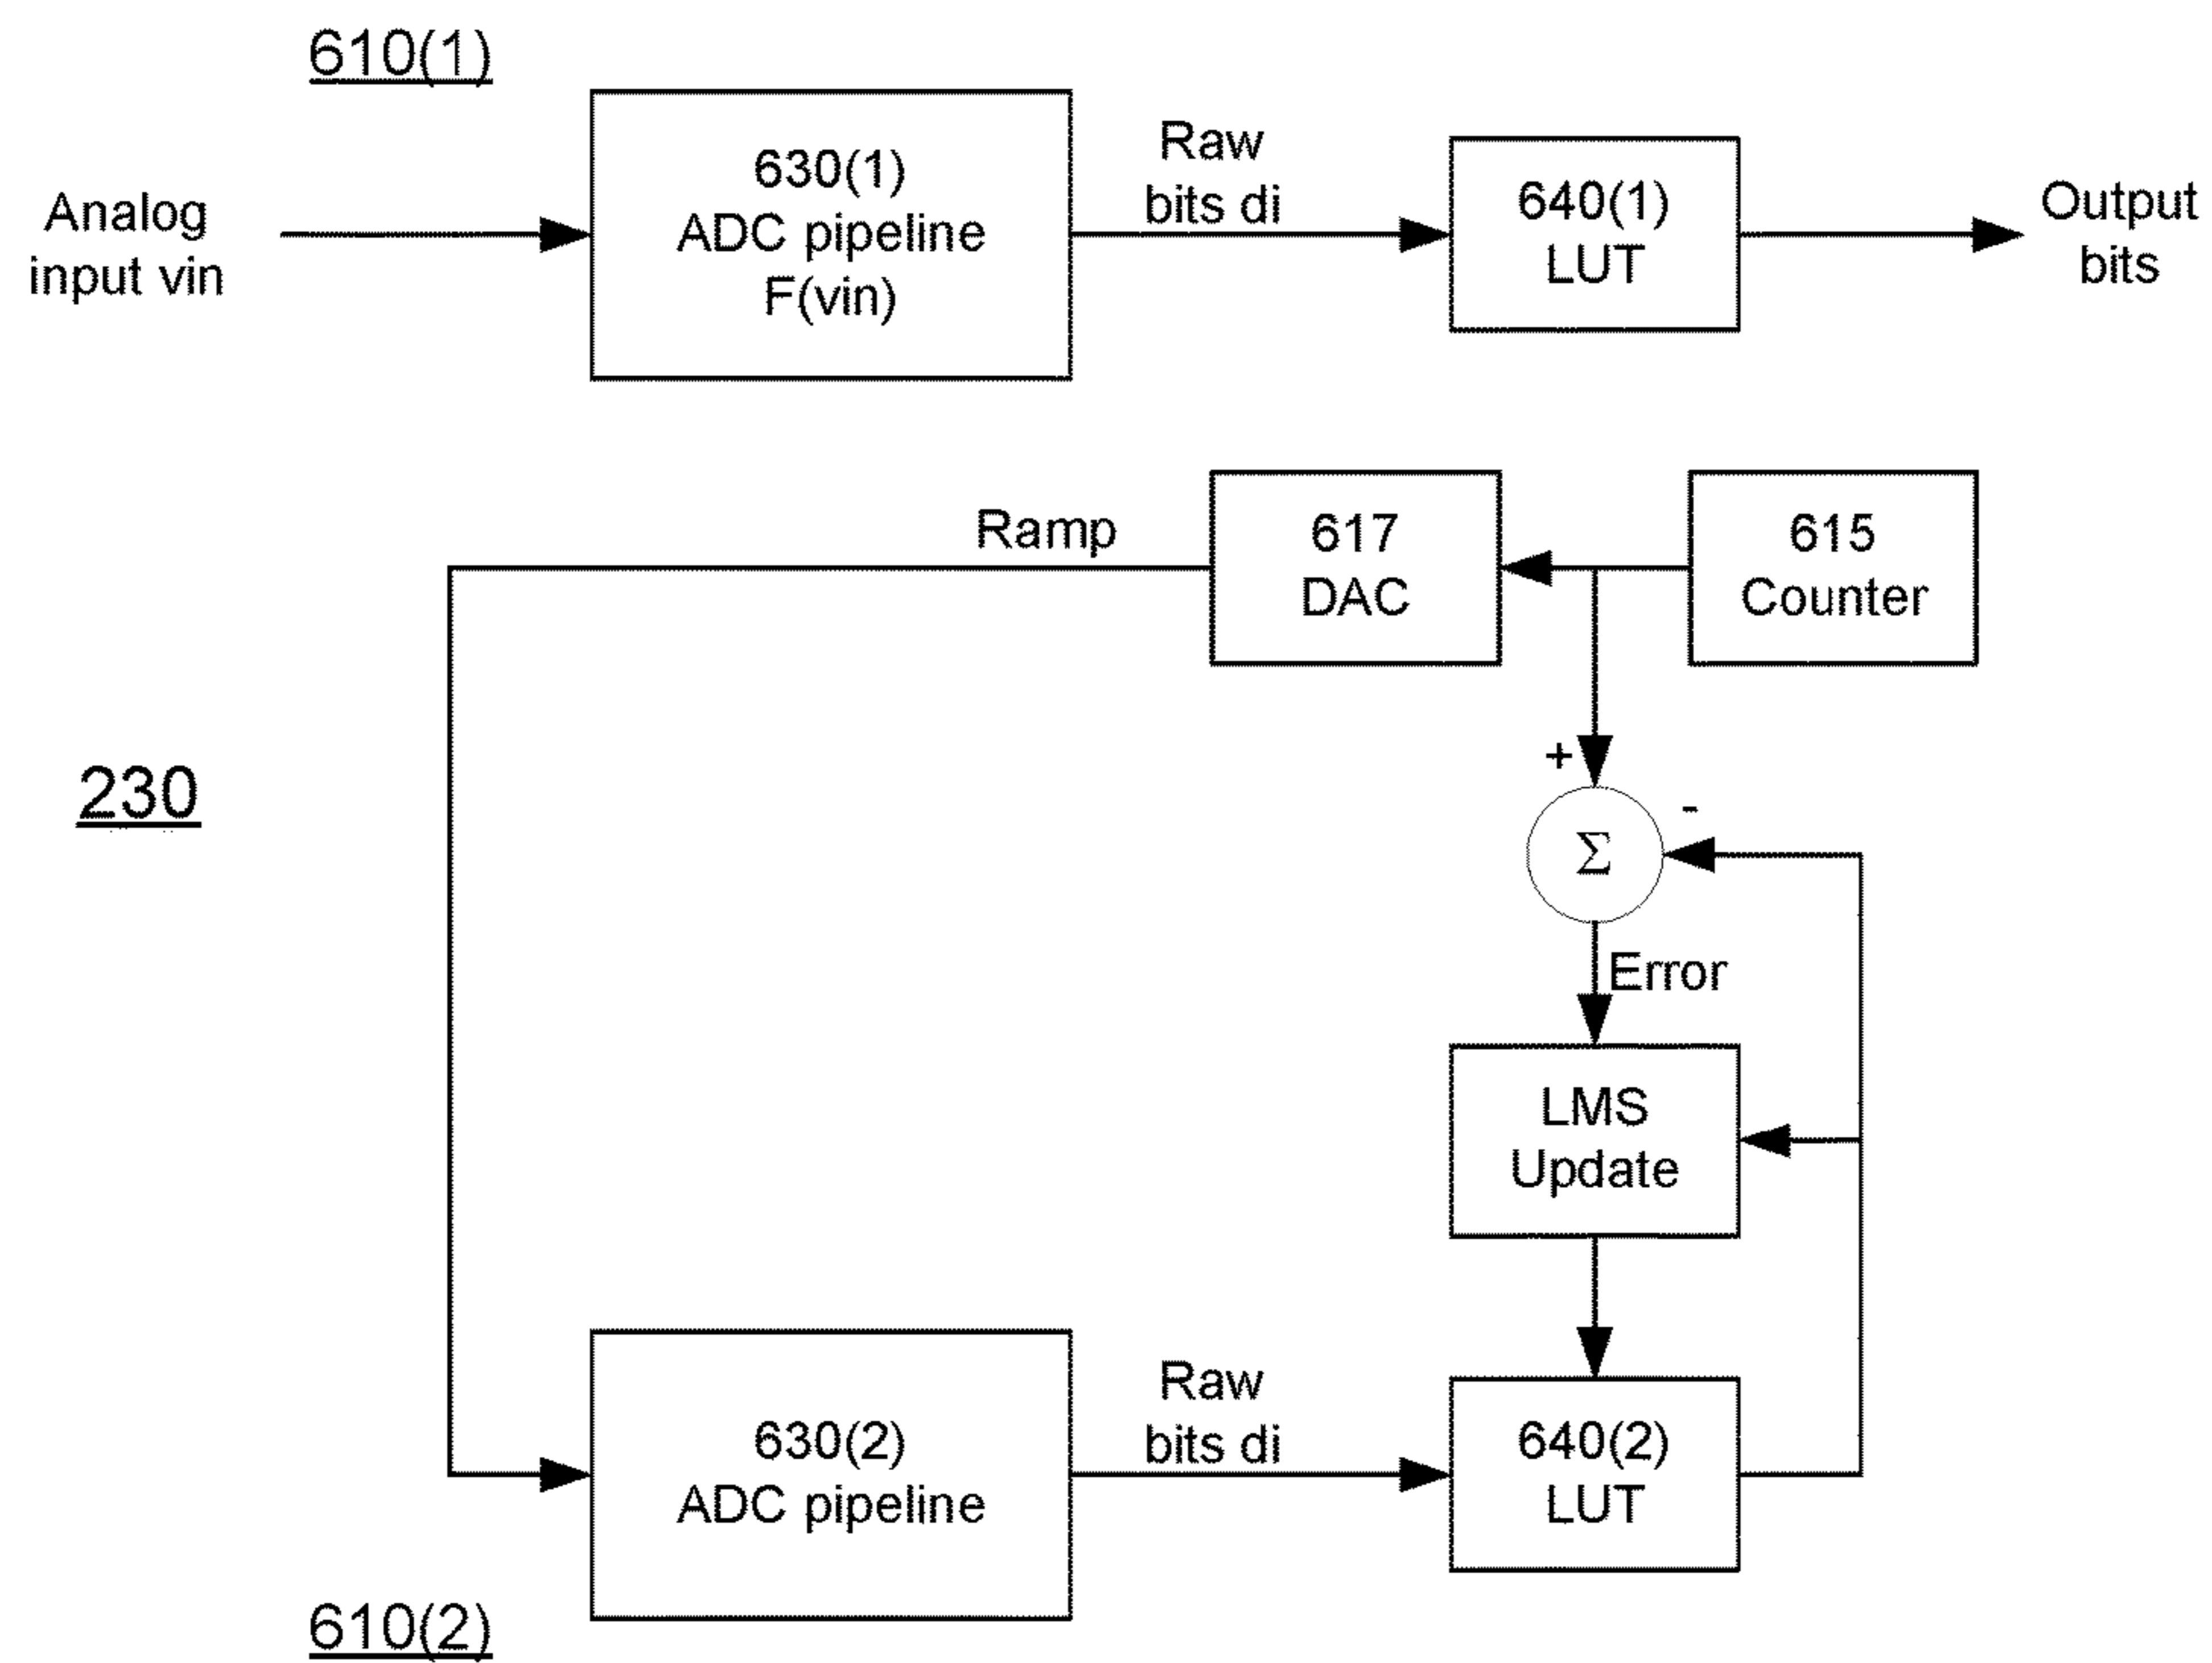 610(1)
Analog
input vin
630(1)
ADC pipeline
F(vin)
Raw
bits di
640(1)
LUT
Output
bits
Ramp
617
DAC
615
Counter
230
+
-
Σ
Error
LMS
Update
630(2)
ADC pipeline
Raw
bits di
640(2)
LUT
610(2)